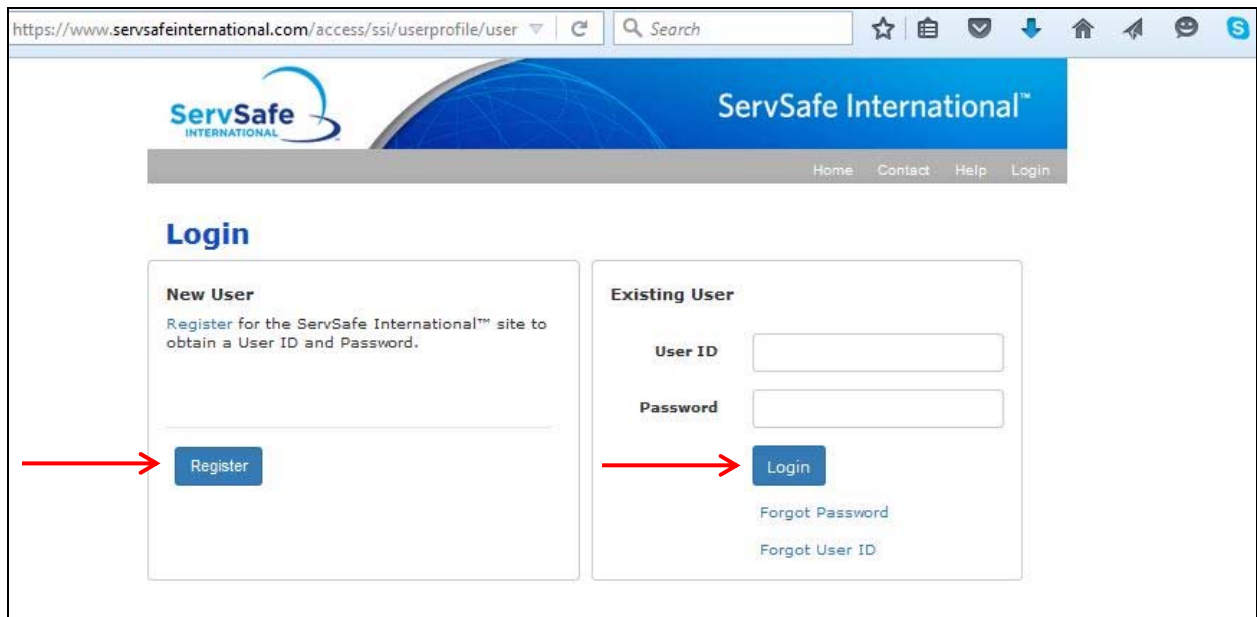 https://www.servsafeinternational.com/access/ssi/userprofile/user
Search
ServSafe
INTERNATIONAL
ServSafe International™
Home Contact Help Login
Login
New User
Register for the ServSafe International™ site to
obtain a User ID and Password.
Register
Existing User
User ID
Password
Login
Forgot Password
Forgot User ID